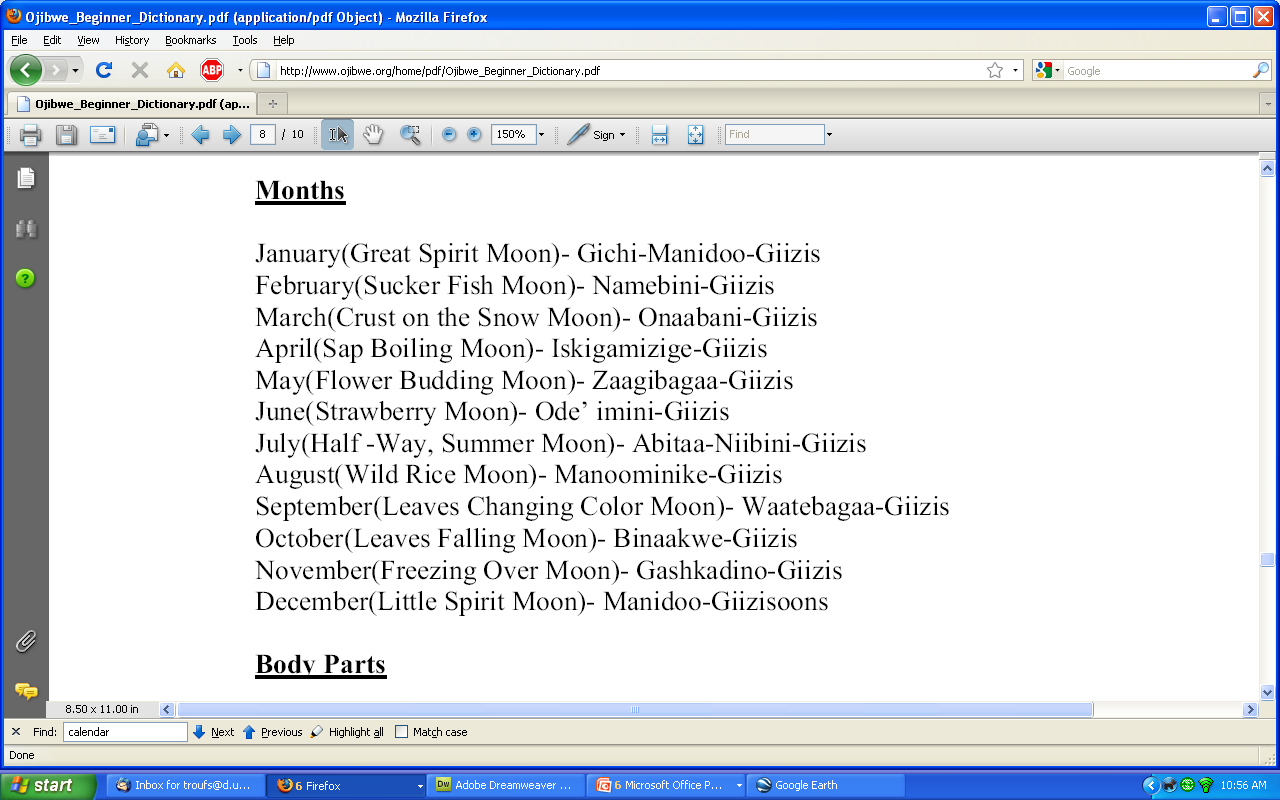 Ojibwe_Beginner_Dictionary.pdf (application/pdf Object) - Mozilla Firefox
File Edit View History Bookmarks Tools Help
ABP http://www.ojibwe.org/home/pdf/Ojibwe_Beginner_Dictionary.pdf Google
Ojibwe_Beginner_Dictionary.pdf (ap...
8 / 10 150% Sign Find
Months
January(Great Spirit Moon)- Gichi-Manidoo-Giizis
February(Sucker Fish Moon)- Namebini-Giizis
March(Crust on the Snow Moon)- Onaabani-Giizis
April(Sap Boiling Moon)- Iskigamizige-Giizis
May(Flower Budding Moon)- Zaagibagaa-Giizis
June(Strawberry Moon)- Ode’ imini-Giizis
July(Half -Way, Summer Moon)- Abitaa-Niibini-Giizis
August(Wild Rice Moon)- Manoominike-Giizis
September(Leaves Changing Color Moon)- Waatebagaa-Giizis
October(Leaves Falling Moon)- Binaakwe-Giizis
November(Freezing Over Moon)- Gashkadino-Giizis
December(Little Spirit Moon)- Manidoo-Giizisoons
Body Parts
8.50 x 11.00 in
Find: calendar Next Previous Highlight all Match case
Done
start Inbox for troufs@d.u... 6 Firefox Dw Adobe Dreamweaver ... 6 Microsoft Office P... Google Earth 10:56 AM